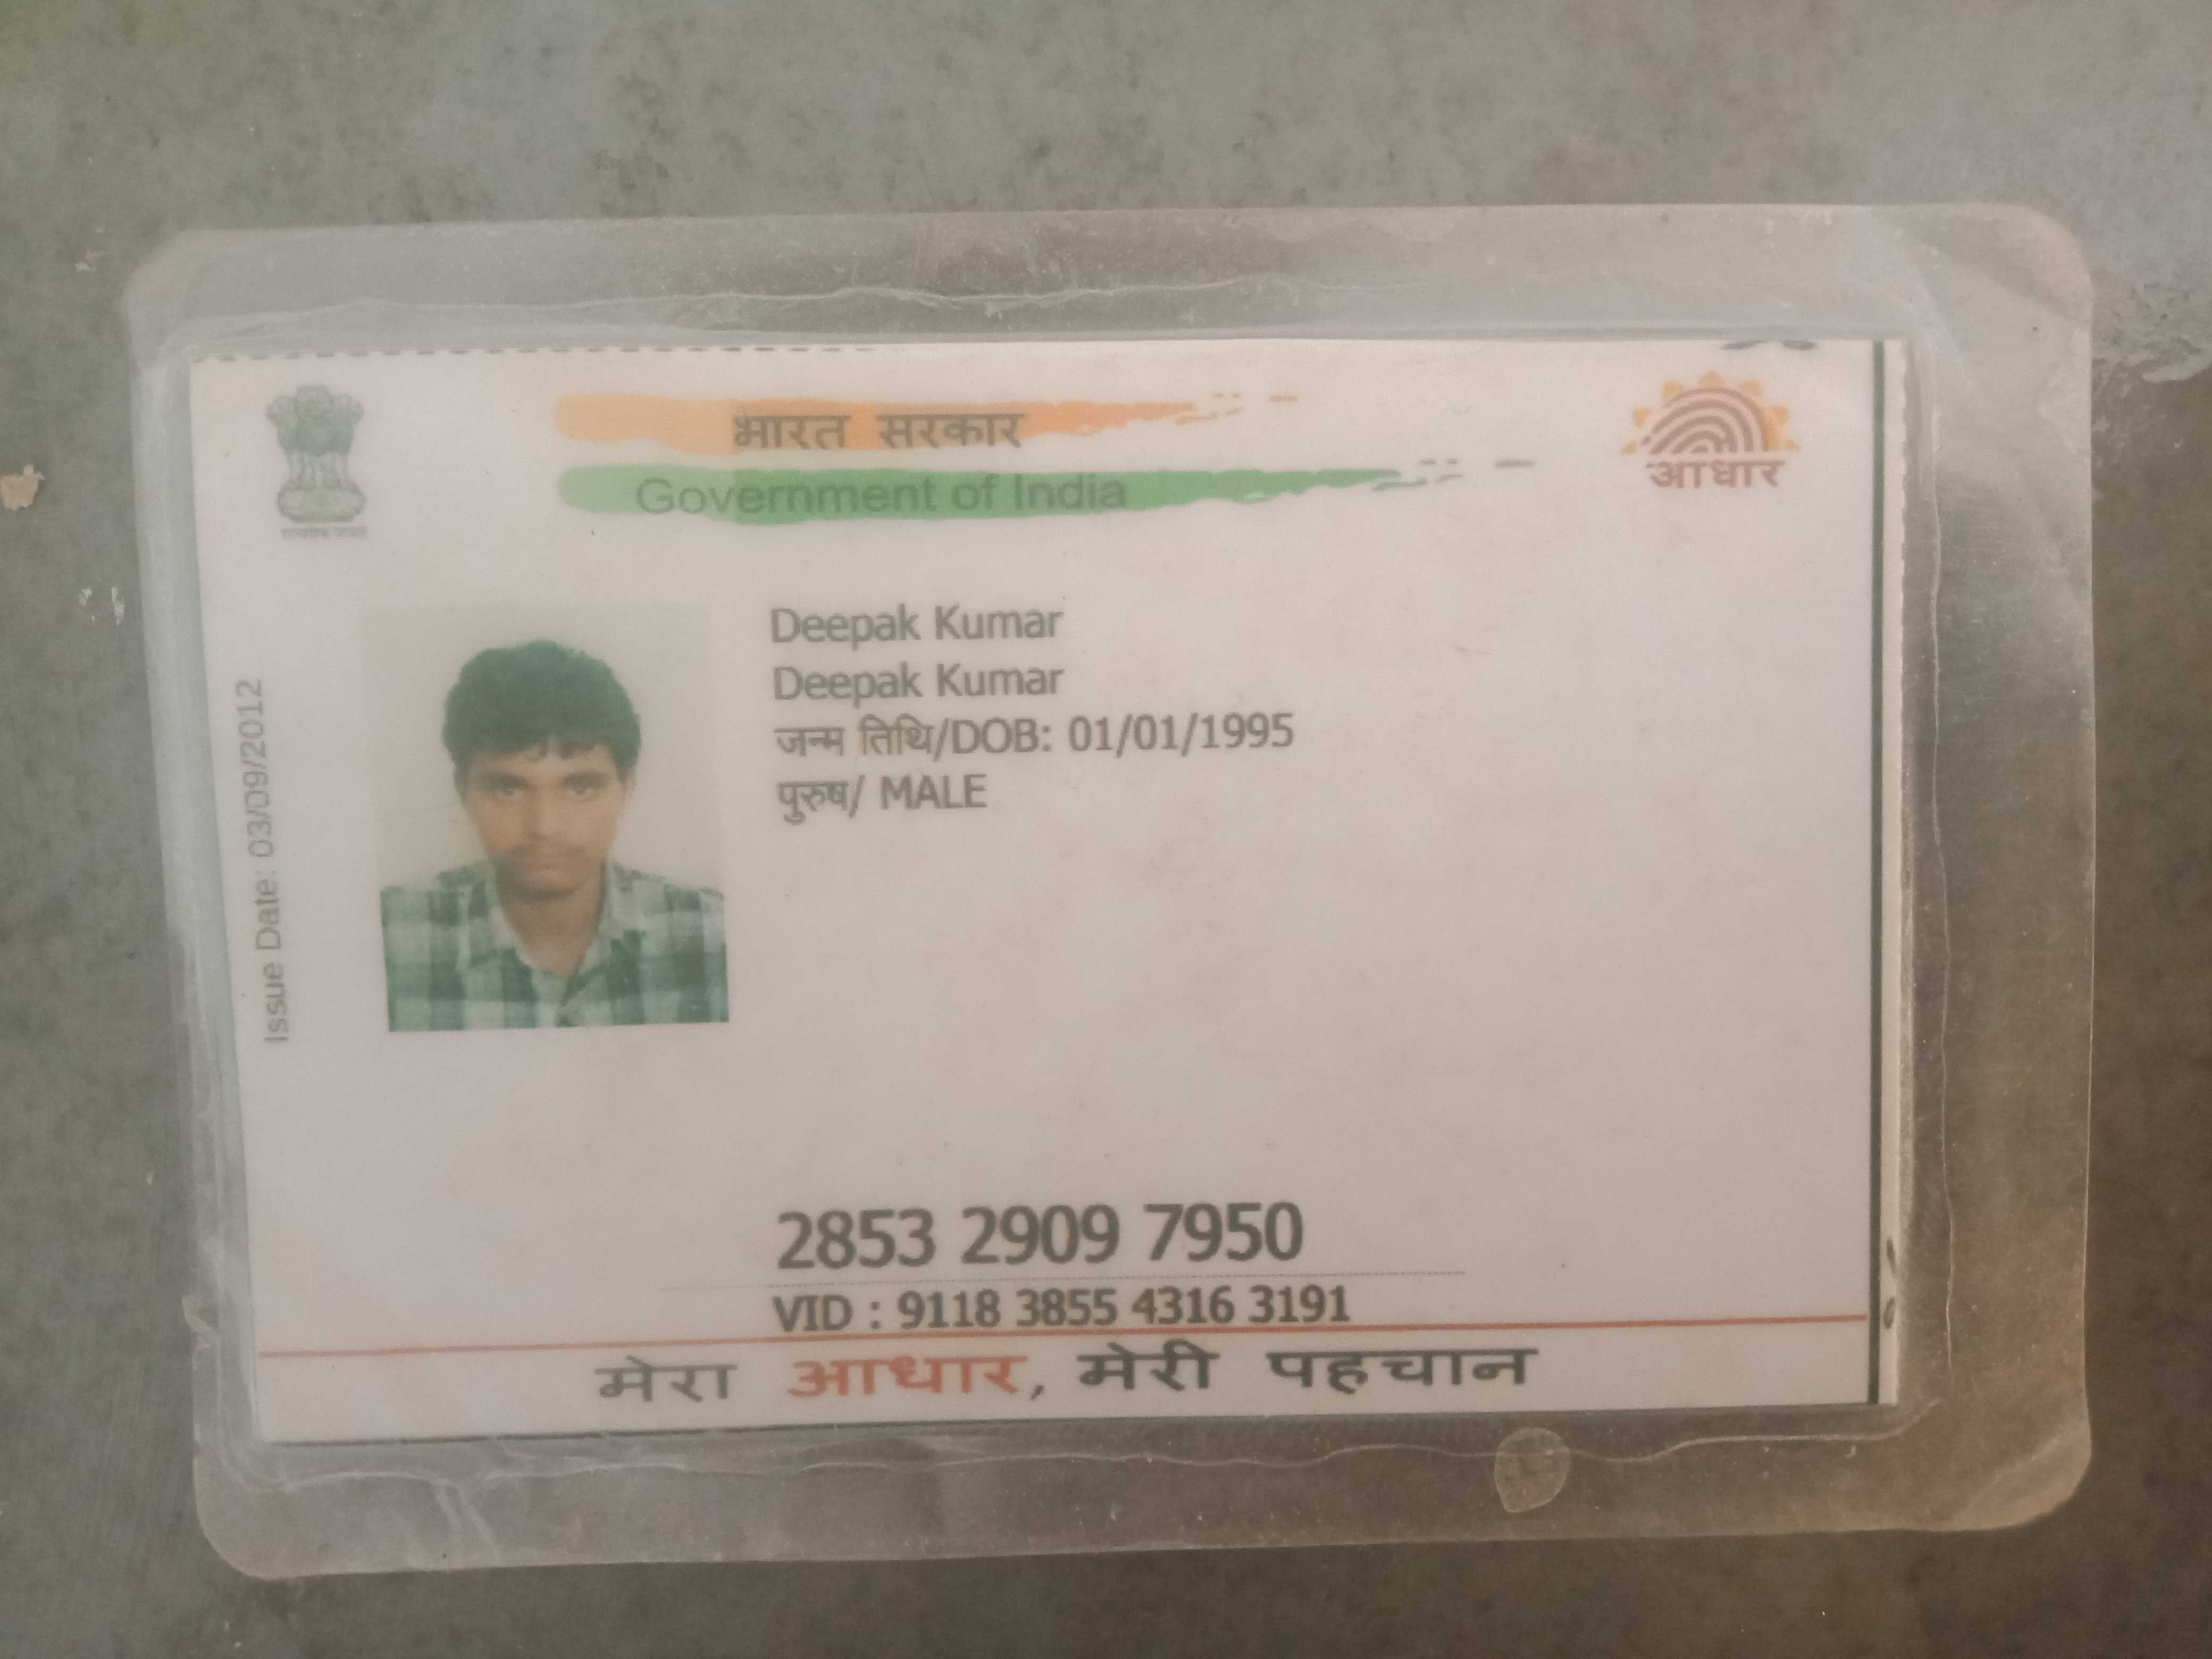 भारत सरकार
Government of India
आधार
Issue Date: 03/09/2012
Deepak Kumar
Deepak Kumar
जन्म तिथि/DOB: 01/01/1995
पुरुष/ MALE
2853 2909 7950
VID : 9118 3855 4316 3191
मेरा आधार, मेरी पहचान